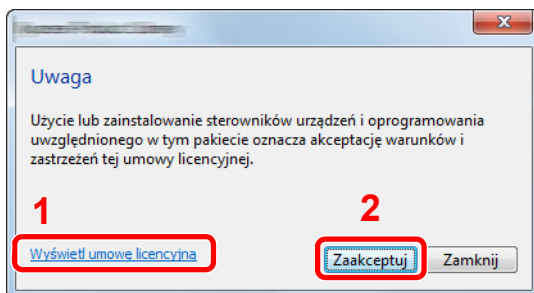 Uwaga
Użycie lub zainstalowanie sterowników urządzeń i oprogramowania
uwzględnionego w tym pakiecie oznacza akceptację warunków i
zastrzeżeń tej umowy licencyjnej.
1
2
Wyświetl umowę licencyjną
Zaakceptuj
Zamknij